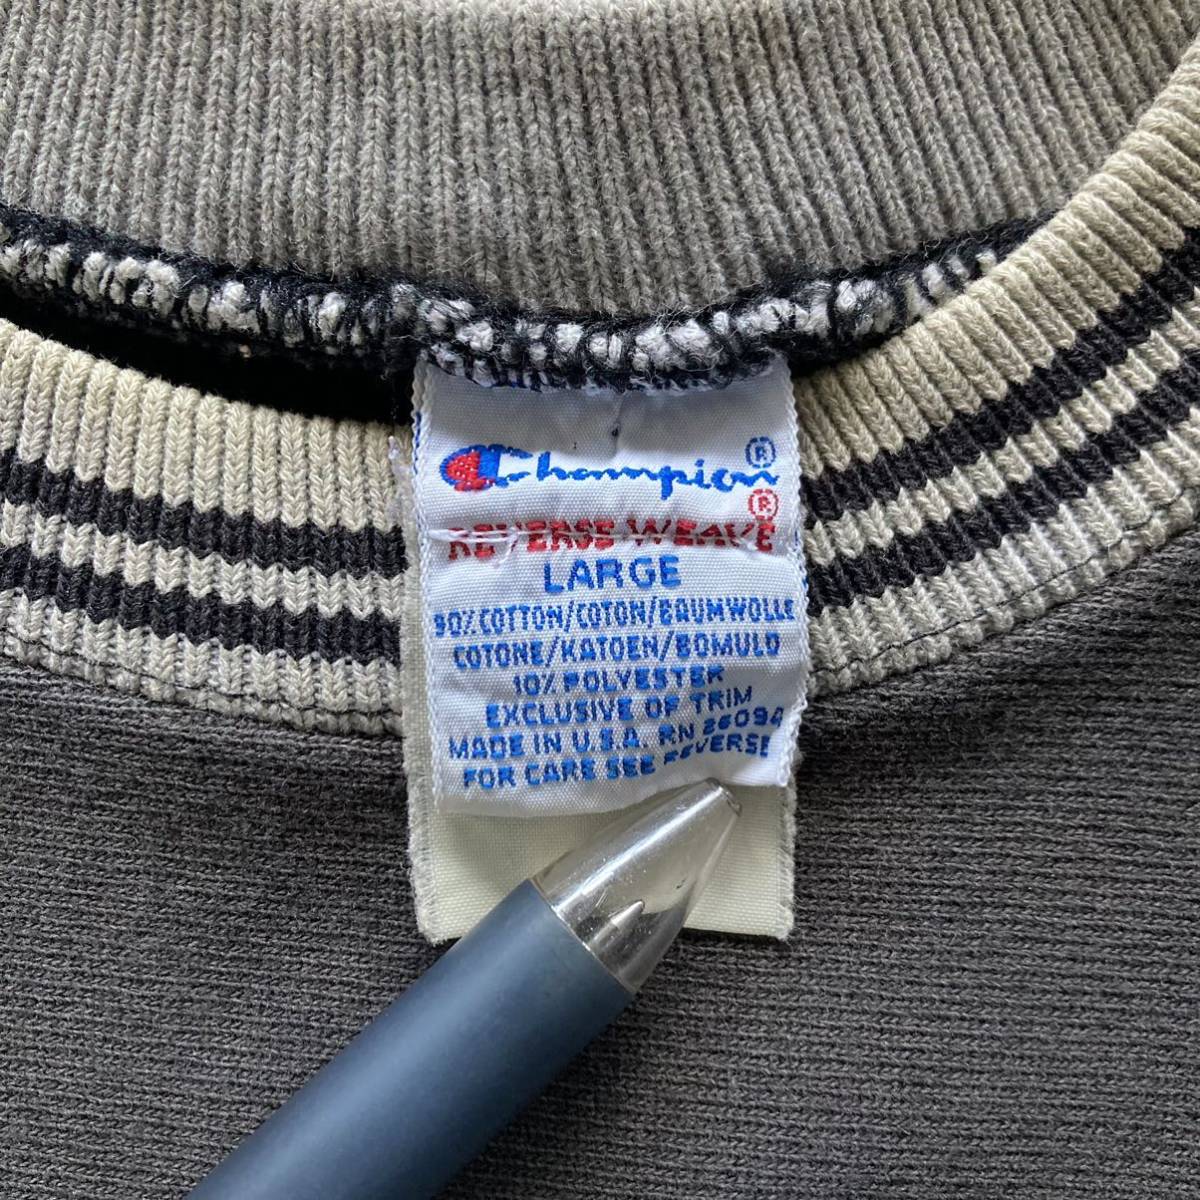 Champion®
REVERSE WEAVE®
LARGE
90% COTTON/COTON/BAUMWOLLE
COTONE/KATOEN/BOMULD
10% POLYESTER
EXCLUSIVE OF TRIM
MADE IN U.S.A. RN 26094
FOR CARE SEE REVERSE